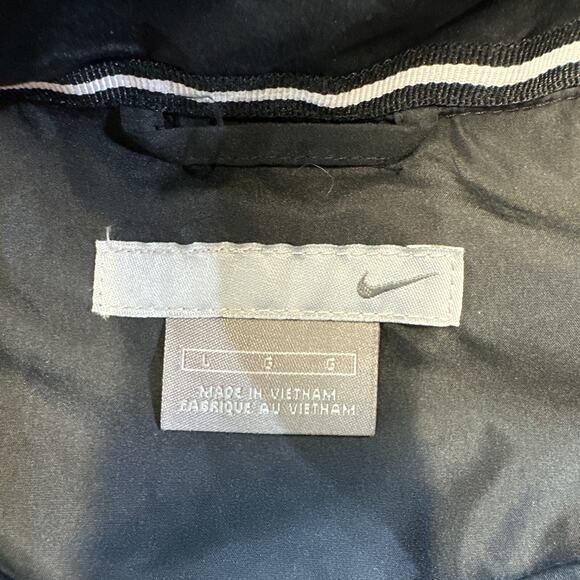 L G G
MADE IN VIETNAM
FABRIQUE AU VIETNAM